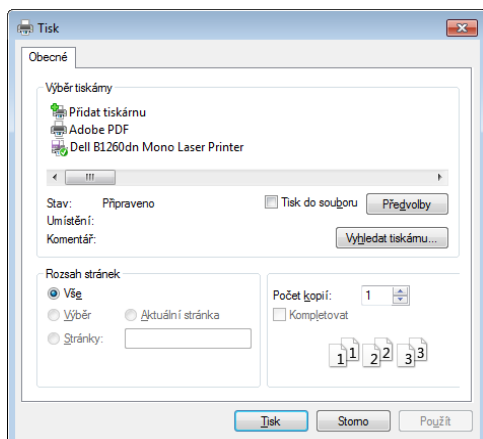 Tisk
Obecné
Výběr tiskárny
Přidat tiskárnu
Adobe PDF
Dell B1260dn Mono Laser Printer
Stav: Připraveno
Tisk do souboru
Předvolby
Umístění:
Komentář:
Vyhledat tiskárnu...
Rozsah stránek
Vše
Výběr
Aktuální stránka
Stránky:
Počet kopií: 1
Kompletovat
1 1 2 2 3 3
Tisk
Storno
Použít